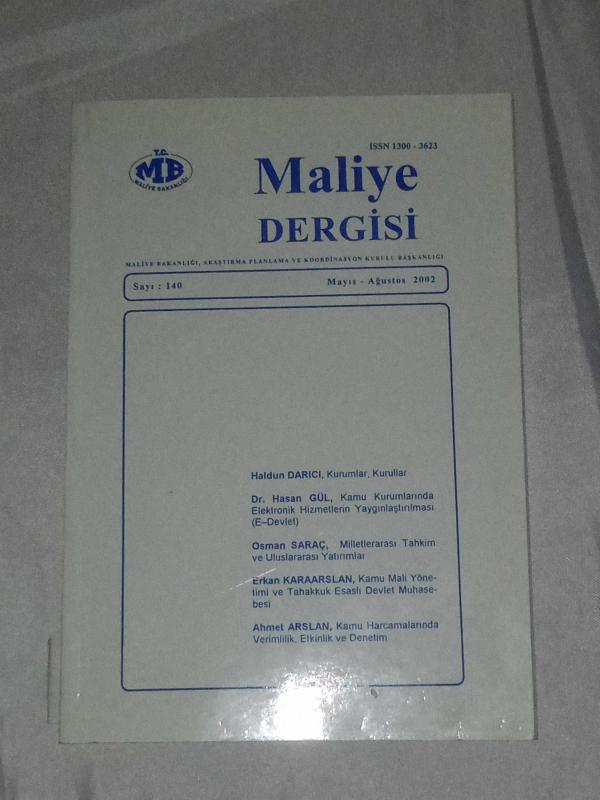 ISSN 1300 - 3623
T.C.
MB
MALİYE BAKANLIĞI
Maliye
DERGİSİ
MALİYE BAKANLIĞI, ARAŞTIRMA PLANLAMA VE KOORDİNASYON KURULU BAŞKANLIĞI
Sayı : 140 Mayıs - Ağustos 2002
Haldun DARICI, Kurumlar, Kurullar
Dr. Hasan GÜL, Kamu Kurumlarında
Elektronik Hizmetlerin Yaygınlaştırılması
(E–Devlet)
Osman SARAÇ, Milletlerarası Tahkim
ve Uluslararası Yatırımlar
Erkan KARAARSLAN, Kamu Mali Yöne-
timi ve Tahakkuk Esaslı Devlet Muhase-
besi
Ahmet ARSLAN, Kamu Harcamalarında
Verimlilik, Etkinlik ve Denetim